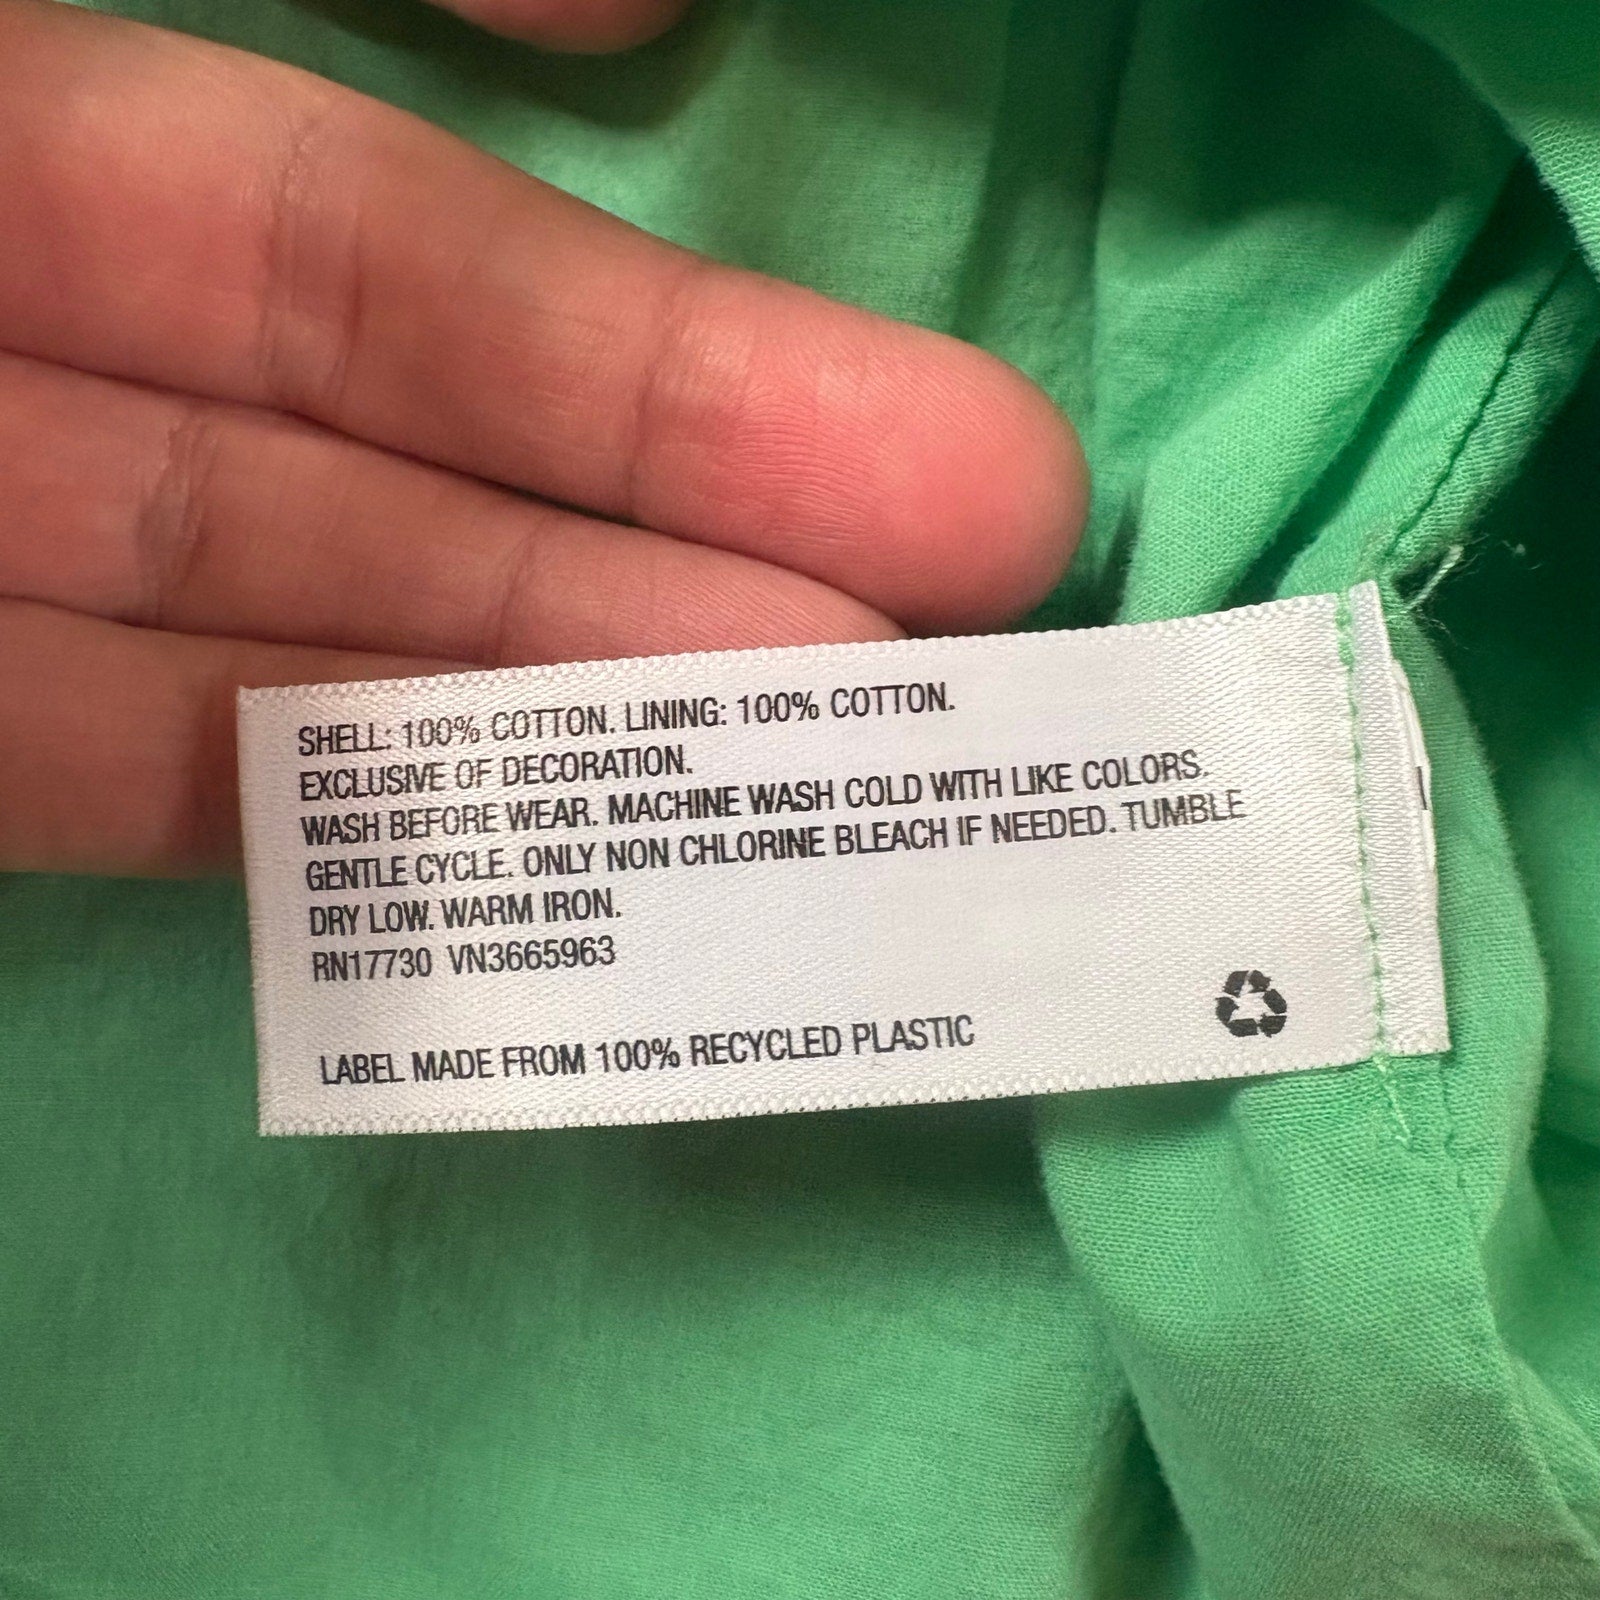 SHELL: 100% COTTON. LINING: 100% COTTON.
EXCLUSIVE OF DECORATION.
WASH BEFORE WEAR. MACHINE WASH COLD WITH LIKE COLORS.
GENTLE CYCLE. ONLY NON CHLORINE BLEACH IF NEEDED. TUMBLE
DRY LOW. WARM IRON.
RN17730 VN3665963
LABEL MADE FROM 100% RECYCLED PLASTIC